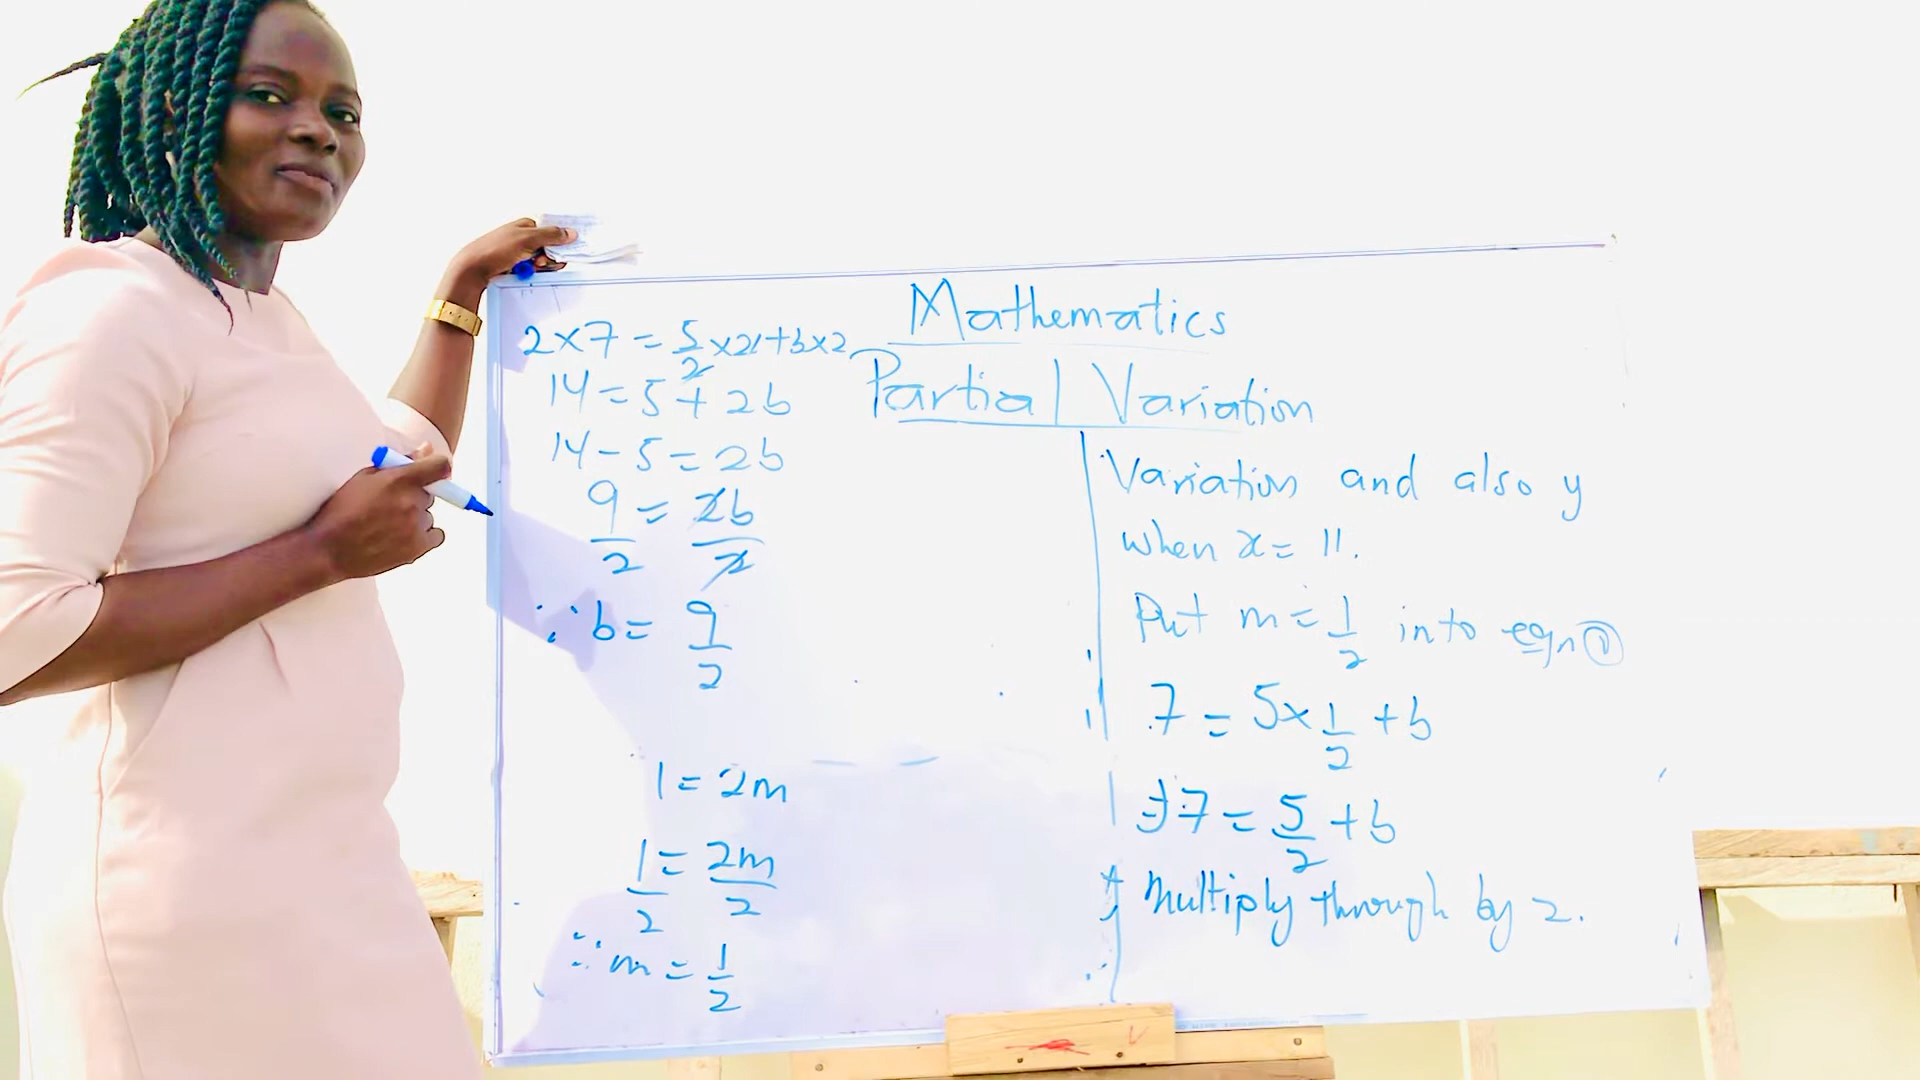 Mathematics
Partial Variation
2×7 = 5/2 ×2+b×2
14 = 5 + 2b
14 - 5 = 2b
9/2 = 2b/2
∴ b = 9/2
1 = 2m
1/2 = 2m/2
∴ m = 1/2
Variation and also y
when x = 11.
Put m = 1/2 into eqn ①
7 = 5×1/2 + b
7 = 5/2 + b
Multiply through by 2.